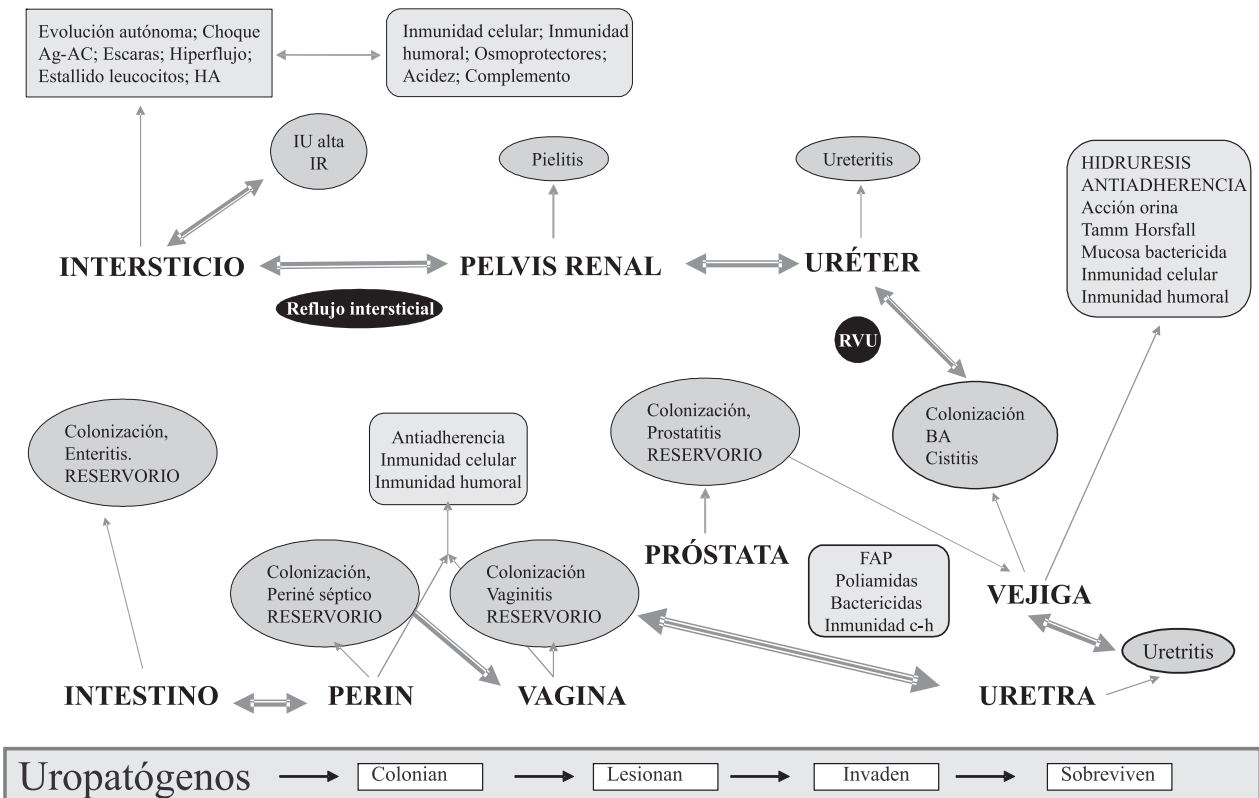 Evolución autónoma; Choque
Ag-AC; Escaras; Hiperflujo;
Estallido leucocitos; HA
Inmunidad celular; Inmunidad
humoral; Osmoprotectores;
Acidez; Complemento
IU alta
IR
Pielitis
Ureteritis
HIDRURESIS
ANTIADHERENCIA
Acción orina
Tamm Horsfall
Mucosa bactericida
Inmunidad celular
Inmunidad humoral
INTERSTICIO
PELVIS RENAL
URÉTER
Reflujo intersticial
RVU
Colonización,
Enteritis.
RESERVORIO
Antiadherencia
Inmunidad celular
Inmunidad humoral
Colonización,
Prostatitis
RESERVORIO
Colonización
BA
Cistitis
Colonización,
Periné séptico
RESERVORIO
Colonización
Vaginitis
RESERVORIO
PRÓSTATA
FAP
Poliamidas
Bactericidas
Inmunidad c-h
VEJIGA
Uretritis
INTESTINO
PERIN
VAGINA
URETRA
Uropatógenos
Colonian
Lesionan
Invaden
Sobreviven